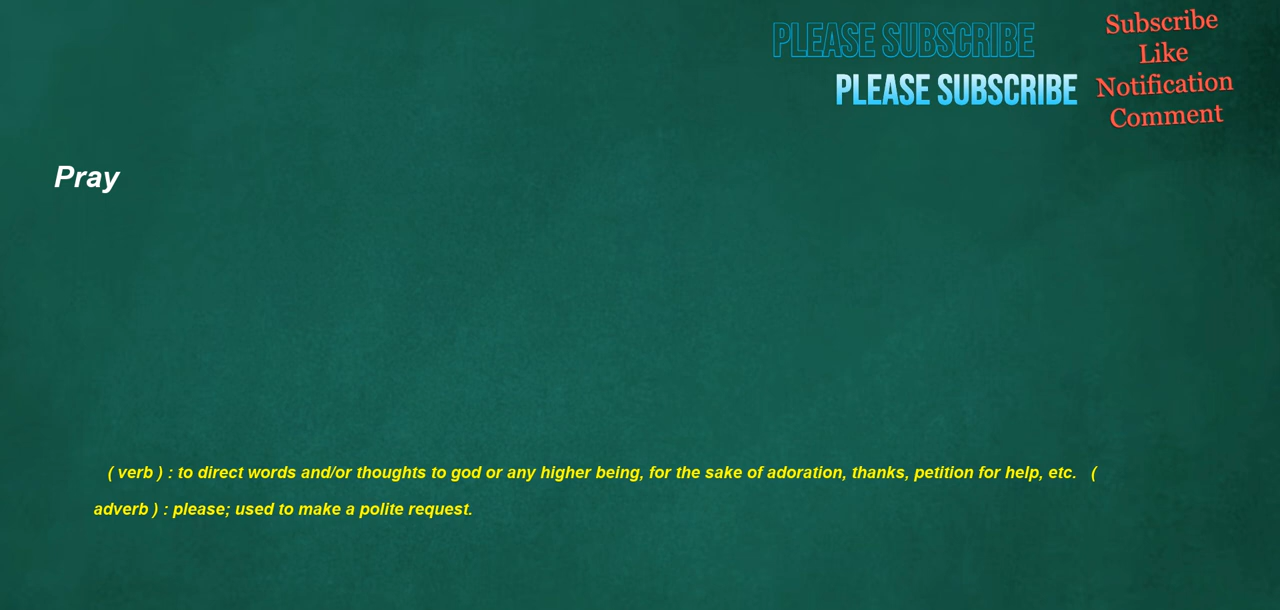 PLEASE SUBSCRIBE
PLEASE SUBSCRIBE
Subscribe
Like
Notification
Comment
Pray
( verb ) : to direct words and/or thoughts to god or any higher being, for the sake of adoration, thanks, petition for help, etc. (
adverb ) : please; used to make a polite request.